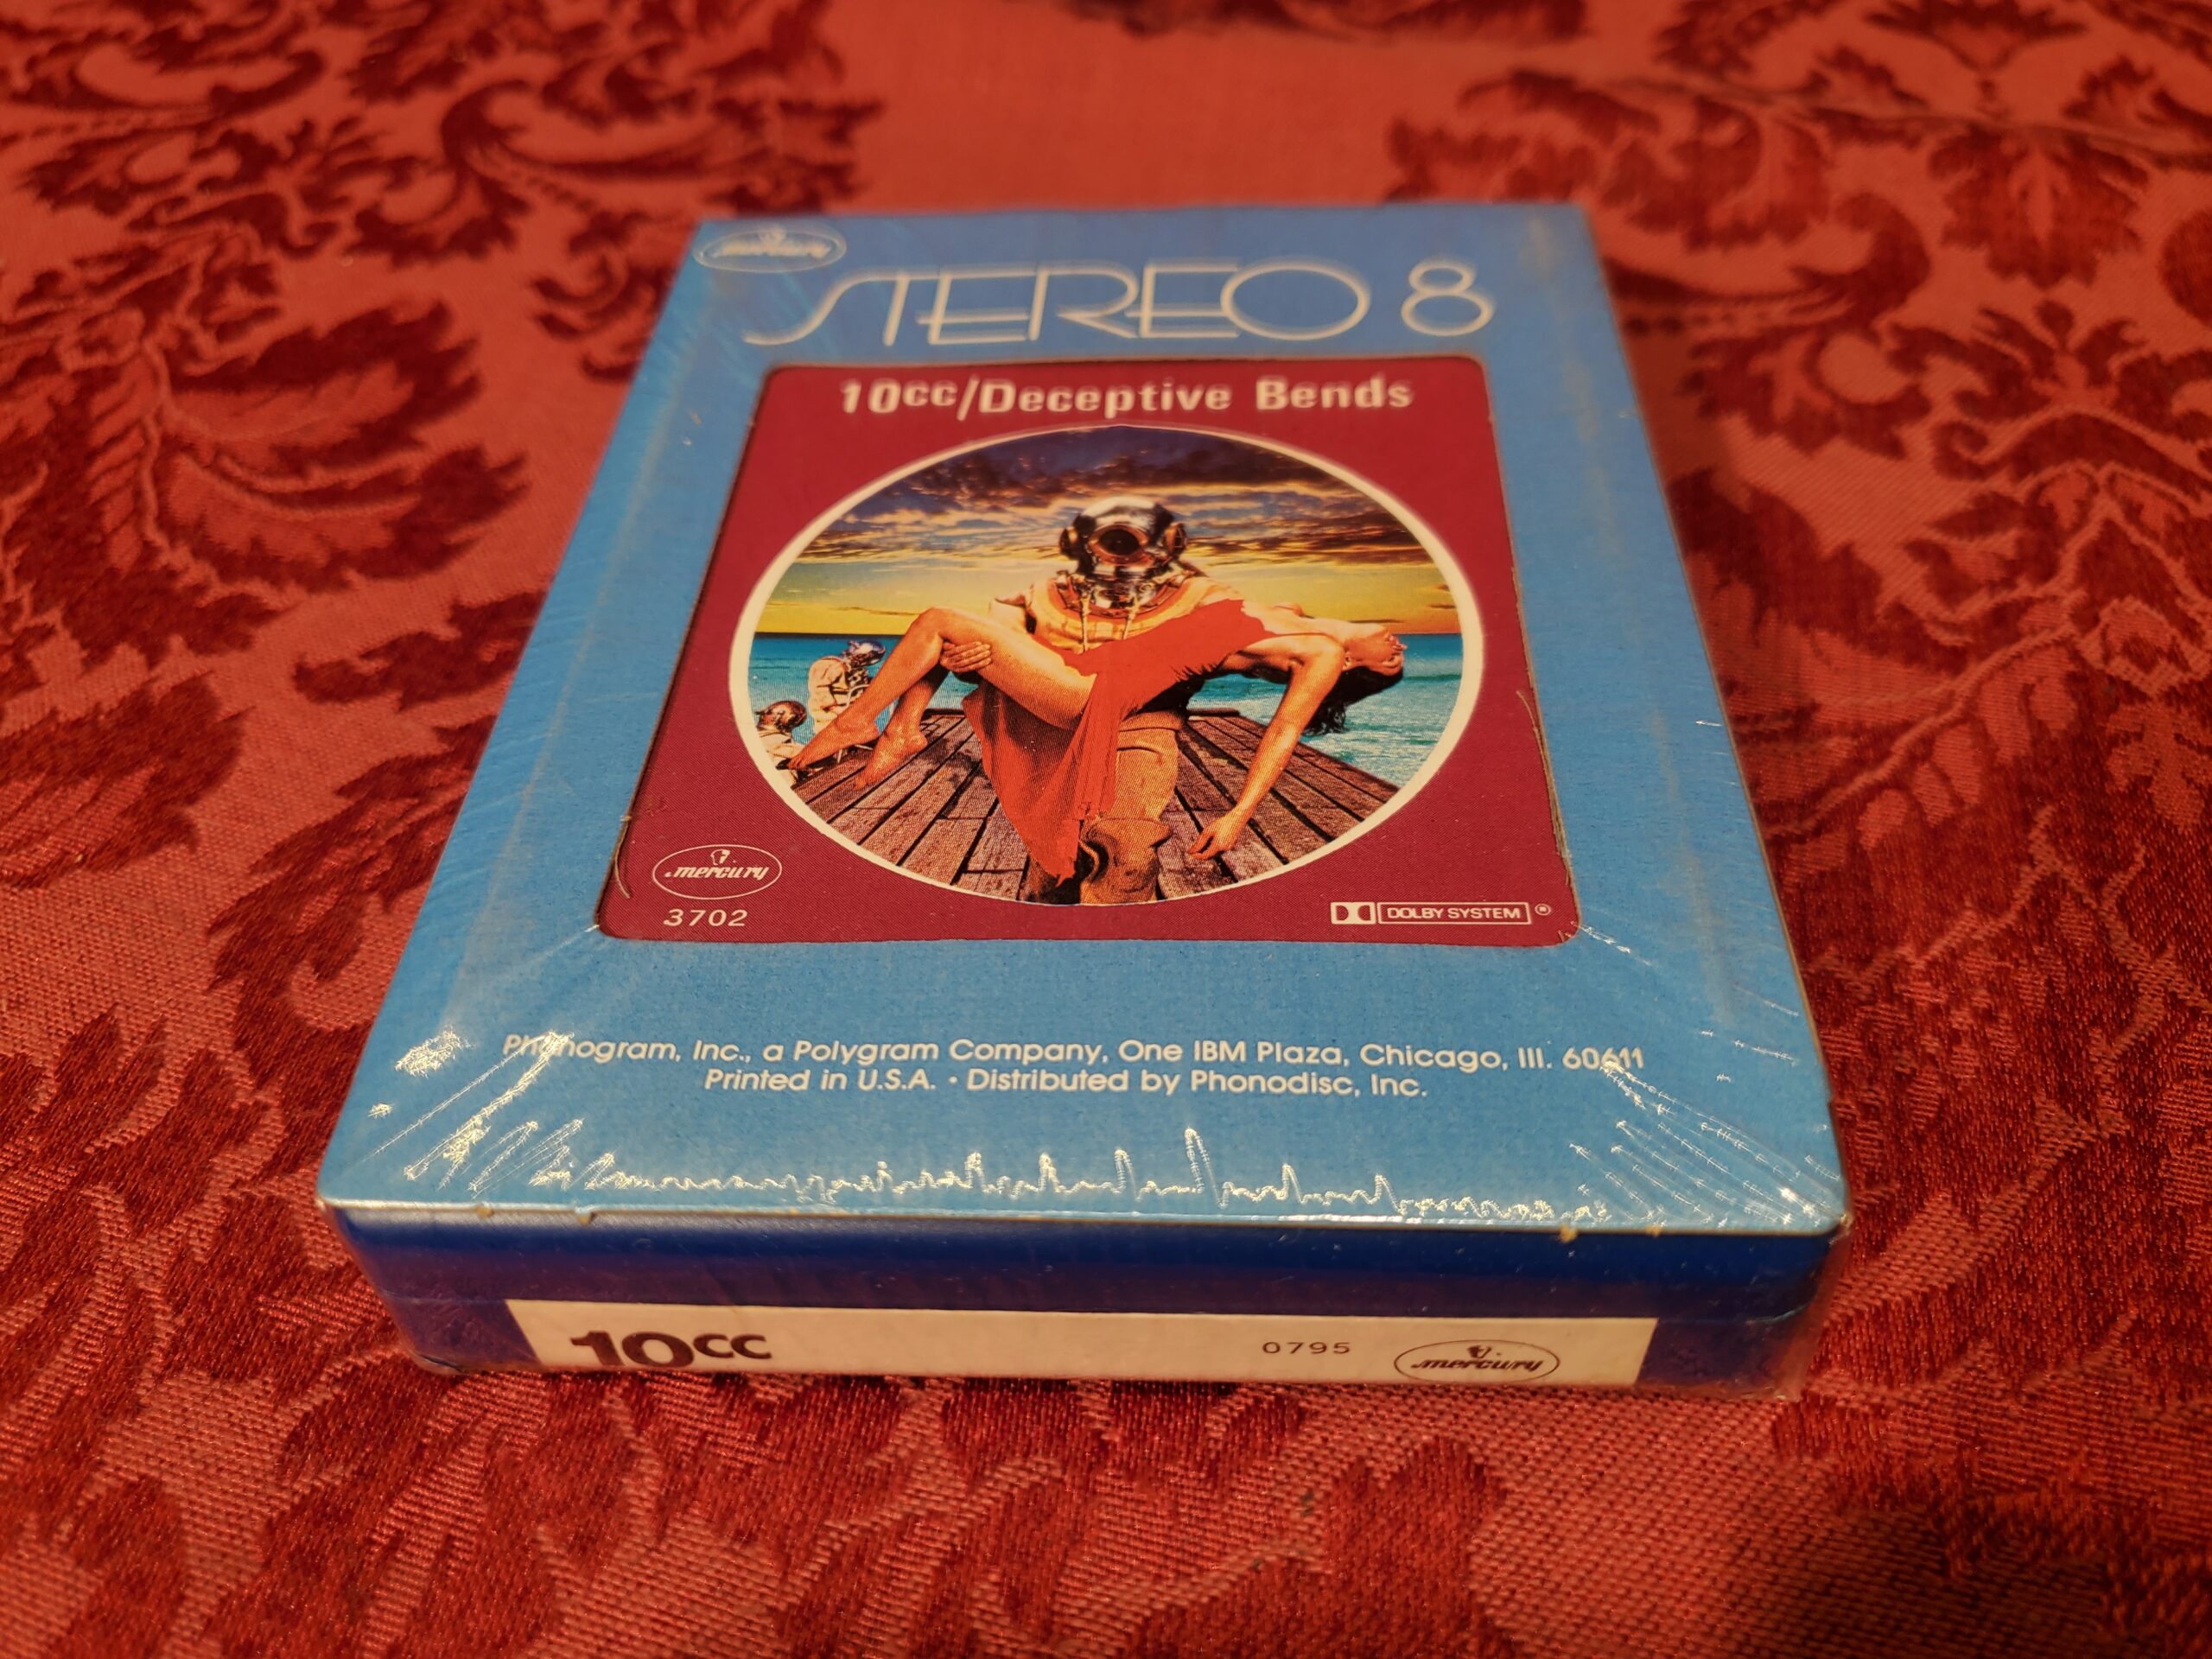 mercury
STEREO 8
10cc/Deceptive Bends
mercury
3702
DOLBY SYSTEM ®
Phonogram, Inc., a Polygram Company, One IBM Plaza, Chicago, Ill. 60611
Printed in U.S.A. • Distributed by Phonodisc, Inc.
10cc
0795
mercury